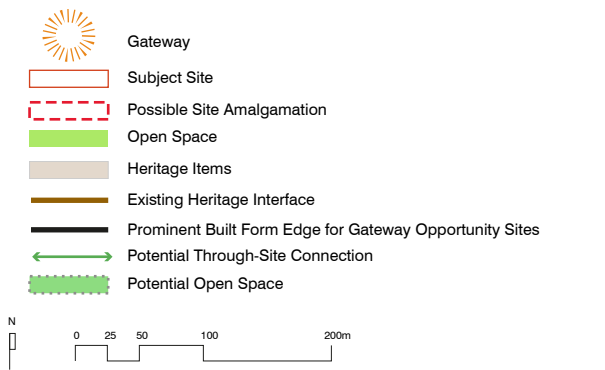 Gateway
Subject Site
Possible Site Amalgamation
Open Space
Heritage Items
Existing Heritage Interface
Prominent Built Form Edge for Gateway Opportunity Sites
Potential Through-Site Connection
Potential Open Space
N
0 25 50 100 200m